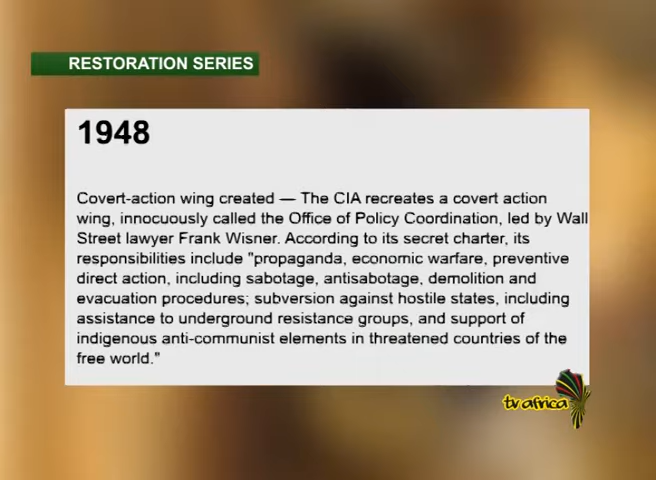 RESTORATION SERIES
1948
Covert-action wing created — The CIA recreates a covert action
wing, innocuously called the Office of Policy Coordination, led by Wall
Street lawyer Frank Wisner. According to its secret charter, its
responsibilities include "propaganda, economic warfare, preventive
direct action, including sabotage, antisabotage, demolition and
evacuation procedures; subversion against hostile states, including
assistance to underground resistance groups, and support of
indigenous anti-communist elements in threatened countries of the
free world."
tv africa